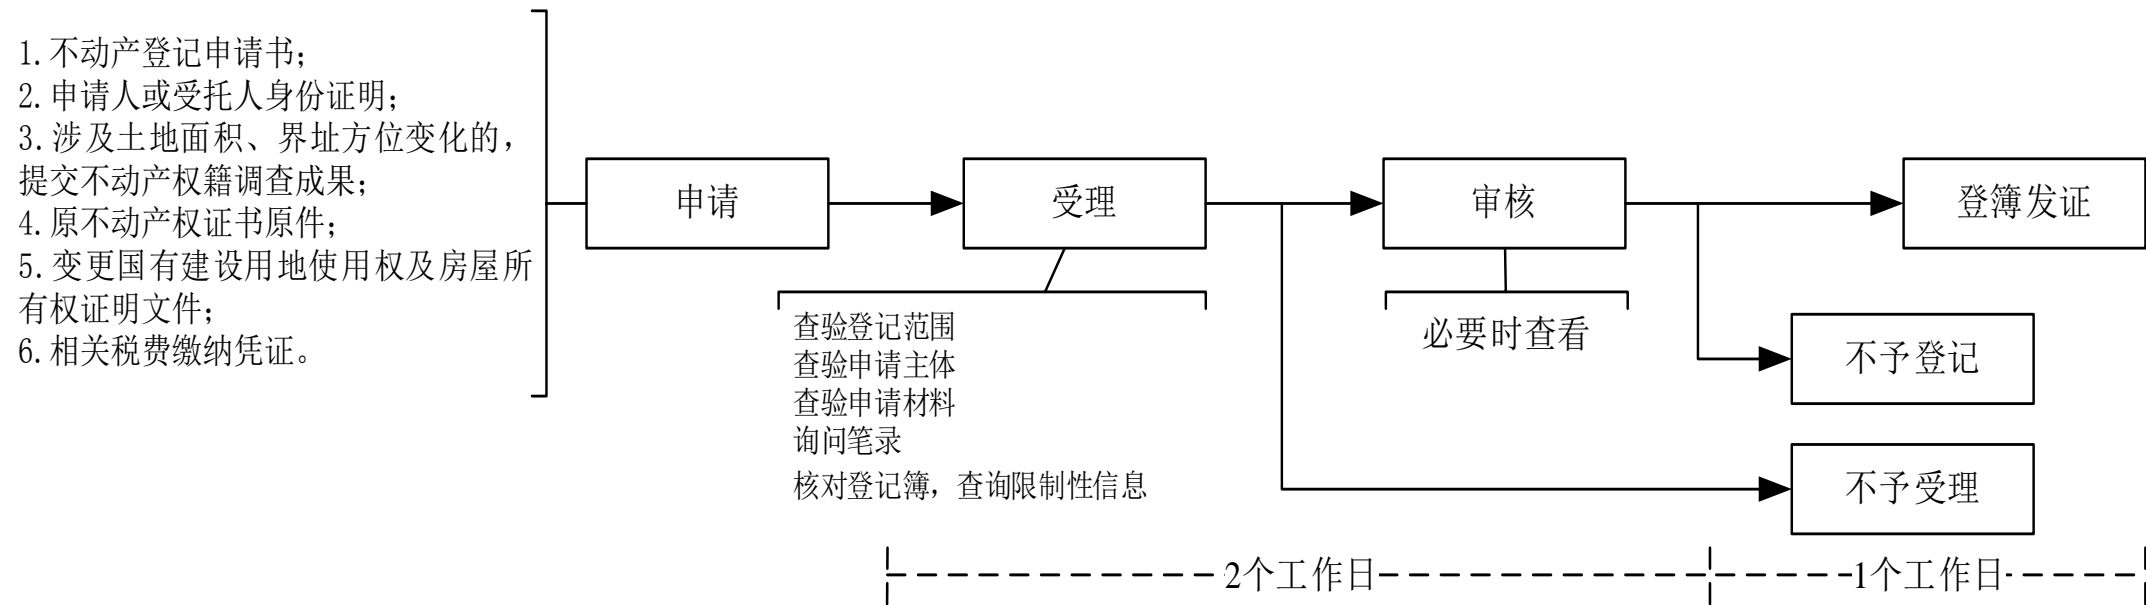 1.不动产登记申请书；
2.申请人或受托人身份证明；
3.涉及土地面积、界址方位变化的，
提交不动产权籍调查成果；
4.原不动产权证书原件；
5.变更国有建设用地使用权及房屋所
有权证明文件；
6.相关税费缴纳凭证。
申请
受理
审核
登簿发证
查验登记范围
查验申请主体
查验申请材料
询问笔录
核对登记簿，查询限制性信息
必要时查看
不予登记
不予受理
2个工作日
1个工作日